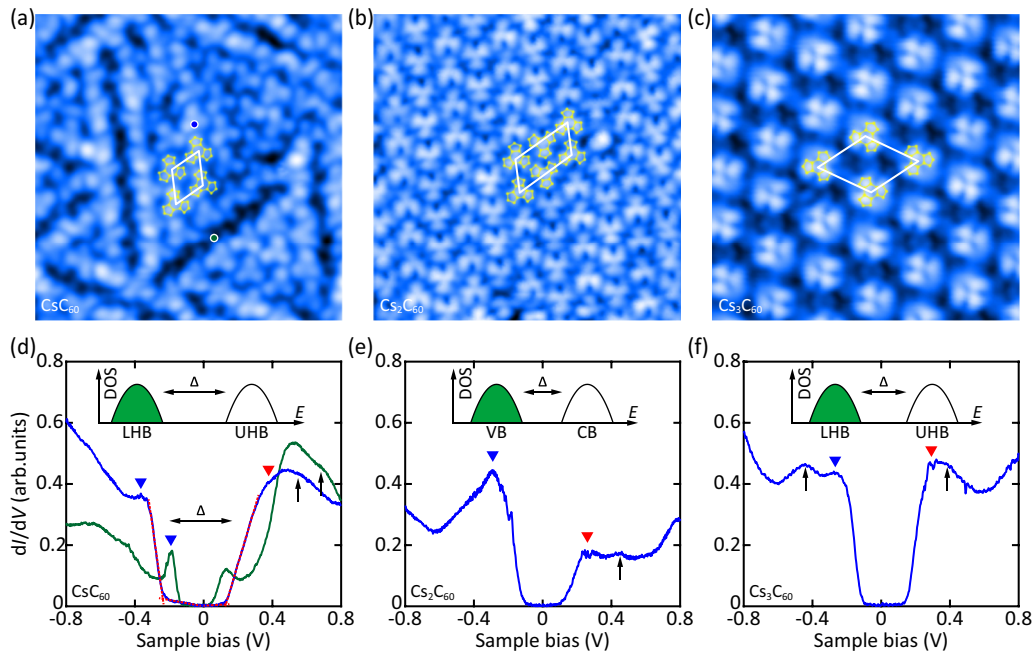 (a)
(b)
(c)
CsC60
Cs2C60
Cs3C60
(d)
(e)
(f)
dI/dV (arb.units)
0.8
0.6
0.4
0.2
0
DOS
Δ
E
LHB
UHB
Δ
CsC60
-0.8
-0.4
0
0.4
0.8
Sample bias (V)
0.8
0.6
0.4
0.2
0
DOS
Δ
E
VB
CB
Cs2C60
-0.8
-0.4
0
0.4
0.8
Sample bias (V)
0.8
0.6
0.4
0.2
0
DOS
Δ
E
LHB
UHB
Cs3C60
-0.8
-0.4
0
0.4
0.8
Sample bias (V)